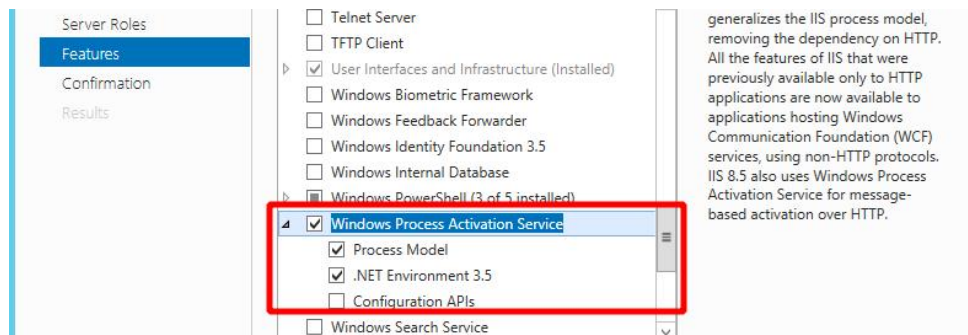 Server Roles
Features
Confirmation
Results
Telnet Server
TFTP Client
User Interfaces and Infrastructure (Installed)
Windows Biometric Framework
Windows Feedback Forwarder
Windows Identity Foundation 3.5
Windows Internal Database
Windows PowerShell (3 of 5 installed)
Windows Process Activation Service
Process Model
.NET Environment 3.5
Configuration APIs
Windows Search Service
generalizes the IIS process model,
removing the dependency on HTTP.
All the features of IIS that were
previously available only to HTTP
applications are now available to
applications hosting Windows
Communication Foundation (WCF)
services, using non-HTTP protocols.
IIS 8.5 also uses Windows Process
Activation Service for message-
based activation over HTTP.